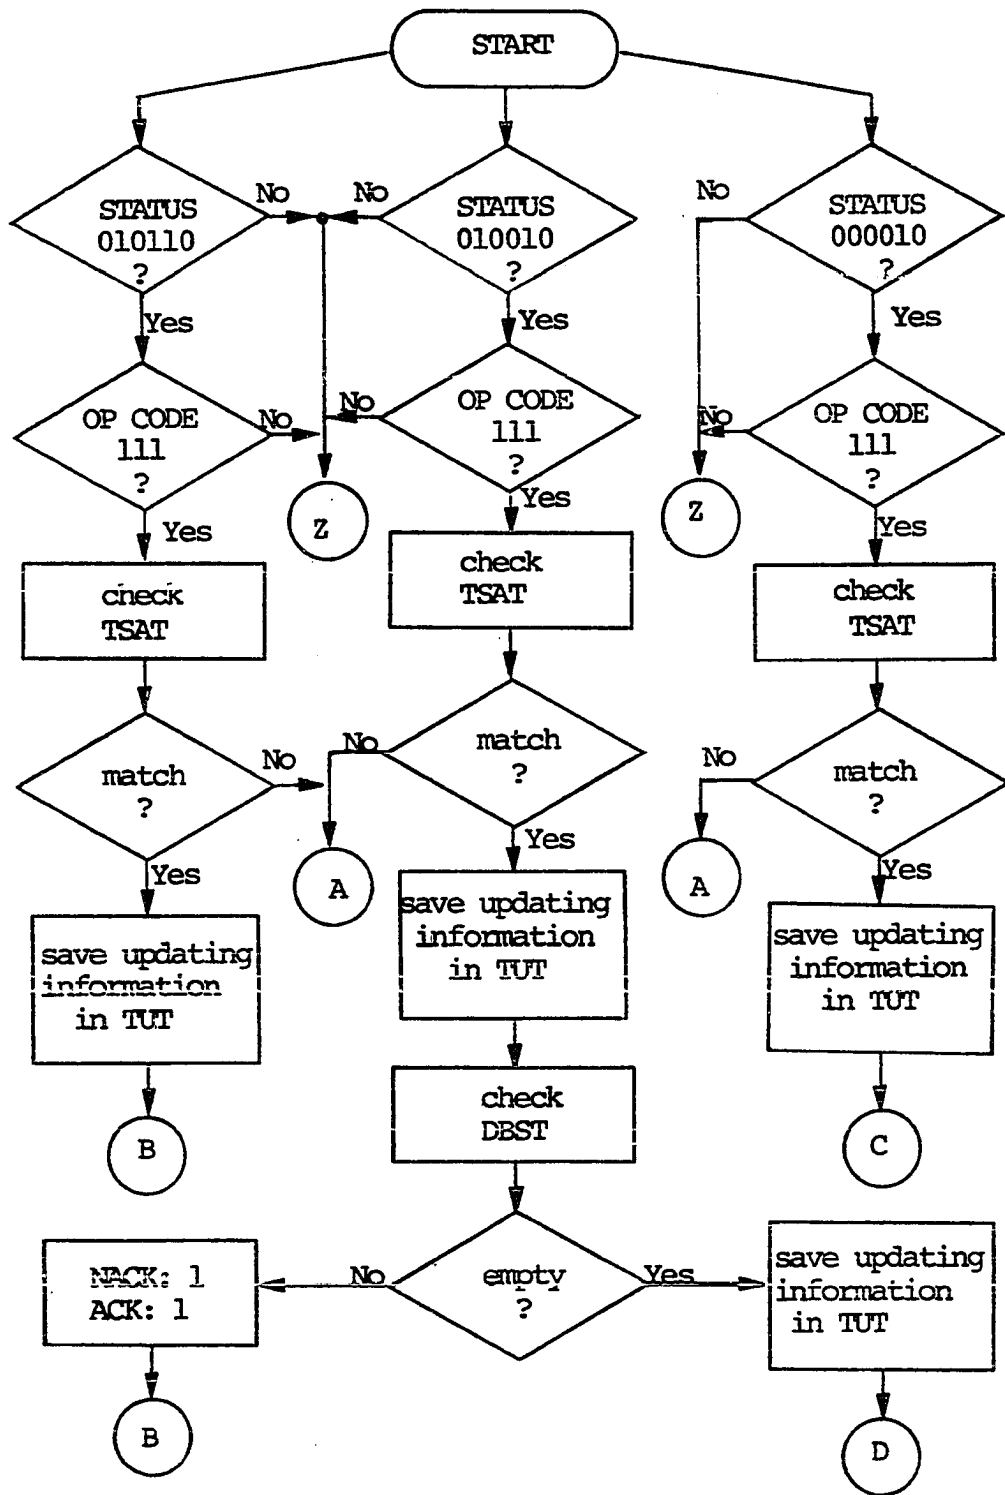 START
STATUS
010110
?
No
No
STATUS
010010
?
No
STATUS
000010
?
Yes
Yes
Yes
OP CODE
111
?
No
No
OP CODE
111
?
No
OP CODE
111
?
Yes
Yes
Yes
Z
Z
check
TSAT
check
TSAT
check
TSAT
match
?
No
No
match
?
No
match
?
Yes
Yes
Yes
A
A
save updating
information
in TUT
save updating
information
in TUT
save updating
information
in TUT
B
check
DBST
C
NACK: 1
ACK: 1
No
empty
?
Yes
save updating
information
in TUT
B
D